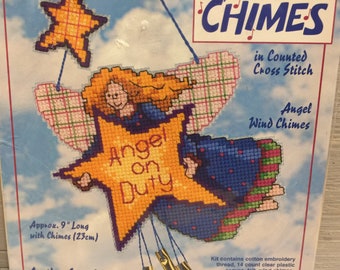 CHIMES
in Counted
Cross Stitch
Angel
Wind Chimes
Angel
on
Duty
Approx. 9" Long
with Chimes (23cm)
Kit contains cotton embroidery
thread, 14 count clear plastic